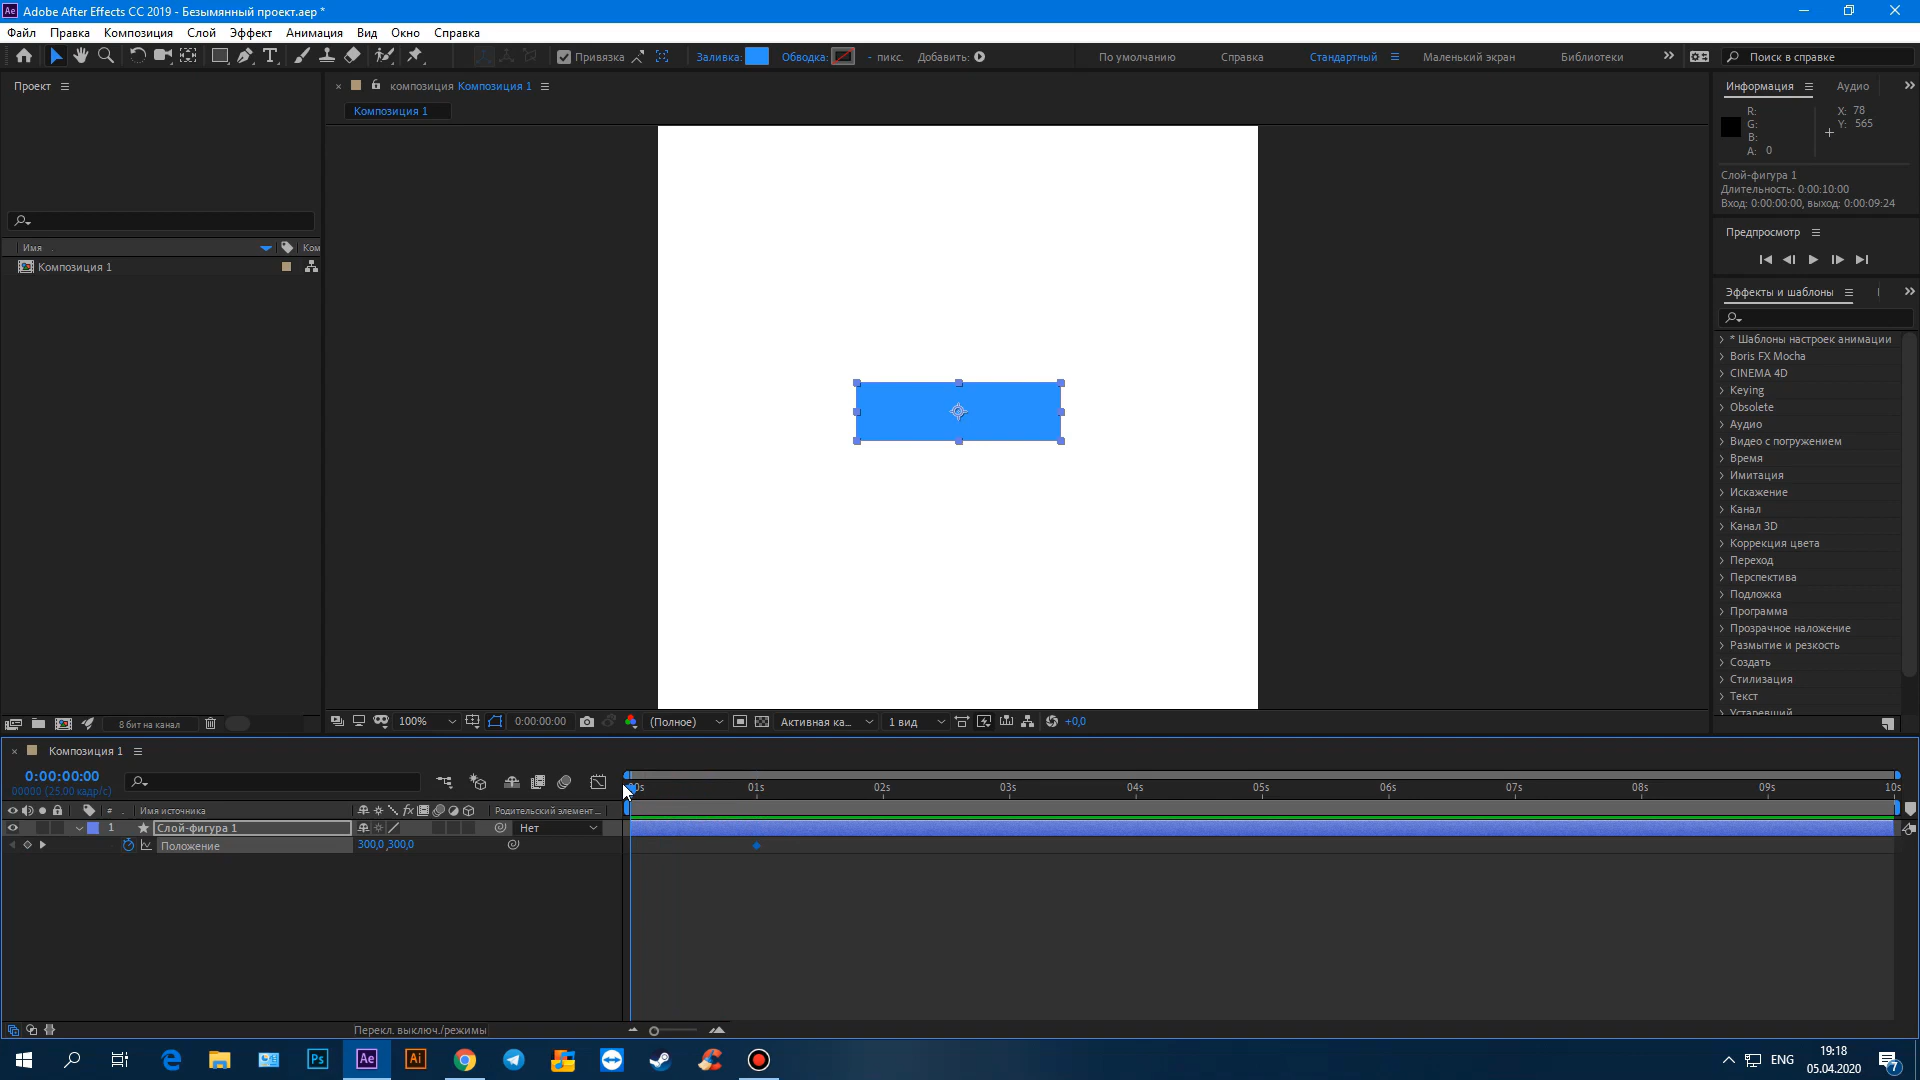 Adobe After Effects CC 2019 - Безымянный проект.aep *
Файл Правка Композиция Слой Эффект Анимация Вид Окно Справка
Привязка Заливка: Обводка: - пикс. Добавить: По умолчанию Справка Стандартный Маленький экран Библиотеки Поиск в справке
Проект
композиция Композиция 1
Композиция 1
Информация Аудио
R:
G:
B:
A: 0
X: 78
Y: 565
Слой-фигура 1
Длительность: 0:00:10:00
Вход: 0:00:00:00, выход: 0:00:09:24
Предпросмотр
Имя Ком
Композиция 1
Эффекты и шаблоны
* Шаблоны настроек анимации
Boris FX Mocha
CINEMA 4D
Keying
Obsolete
Аудио
Видео с погружением
Время
Имитация
Искажение
Канал
Канал 3D
Коррекция цвета
Переход
Перспектива
Подложка
Программа
Прозрачное наложение
Размытие и резкость
Создать
Стилизация
Текст
Устаревший
8 бит на канал
100% 0:00:00:00 (Полное) Активная ка... 1 вид +0,0
Композиция 1
0:00:00:00
00000 (25.00 кадр/с)
00s 01s 02s 03s 04s 05s 06s 07s 08s 09s 10s
# Имя источника fx Родительский элемент ...
1 Слой-фигура 1 Нет
Положение 300,0 ,300,0
Перекл. выключ./режимы
Ps Ae Ai ENG 19:18
05.04.2020
7